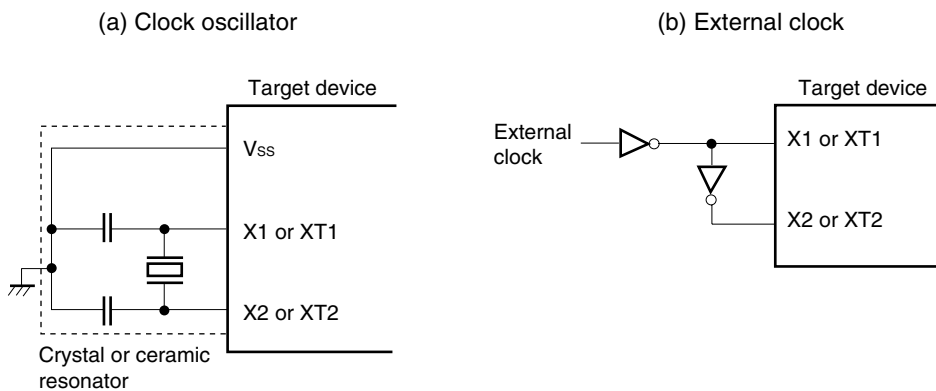 (a) Clock oscillator
Target device
Vss
X1 or XT1
X2 or XT2
Crystal or ceramic
resonator
(b) External clock
Target device
External
clock
X1 or XT1
X2 or XT2